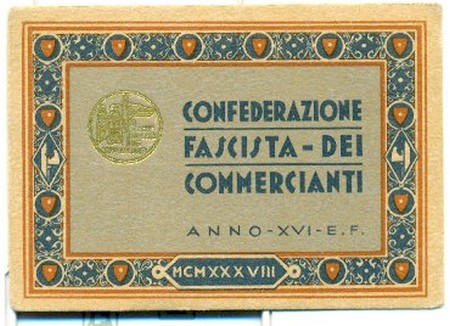 CONFEDERAZIONE
FASCISTA - DEI
COMMERCIANTI
ANNO - XVI - E.F.
MCMXXXVIII